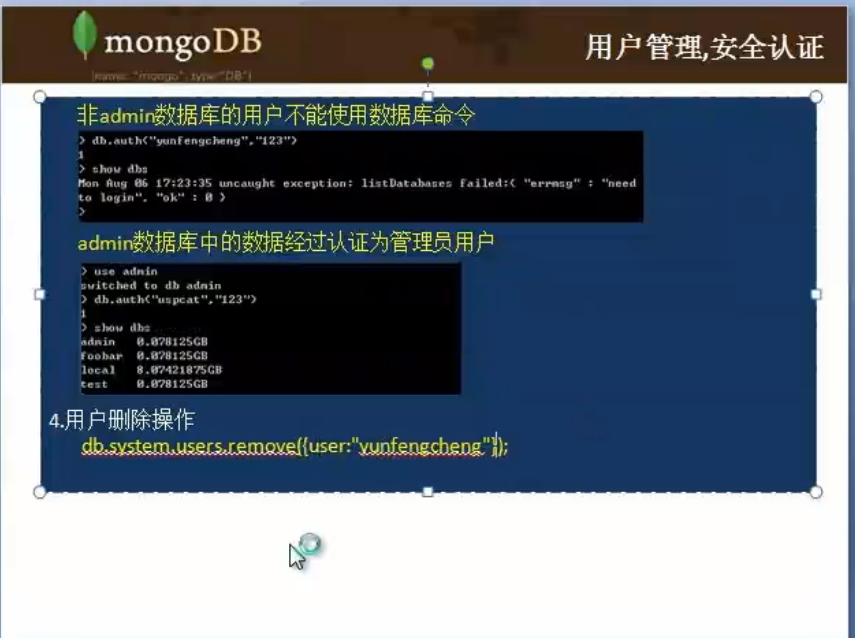 mongoDB
{name: "mongo", type:"DB"}
用户管理,安全认证
非admin数据库的用户不能使用数据库命令
> db.auth("yunfengcheng","123")
1
> show dbs
Mon Aug 06 17:23:35 uncaught exception: listDatabases failed:{ "errmsg" : "need
to login", "ok" : 0 }
>
admin数据库中的数据经过认证为管理员用户
> use admin
switched to db admin
> db.auth("uspcat","123")
1
> show dbs
admin 0.078125GB
foobar 0.078125GB
local 8.07421875GB
test 0.078125GB
4.用户删除操作
db.system.users.remove({user:"yunfengcheng"});